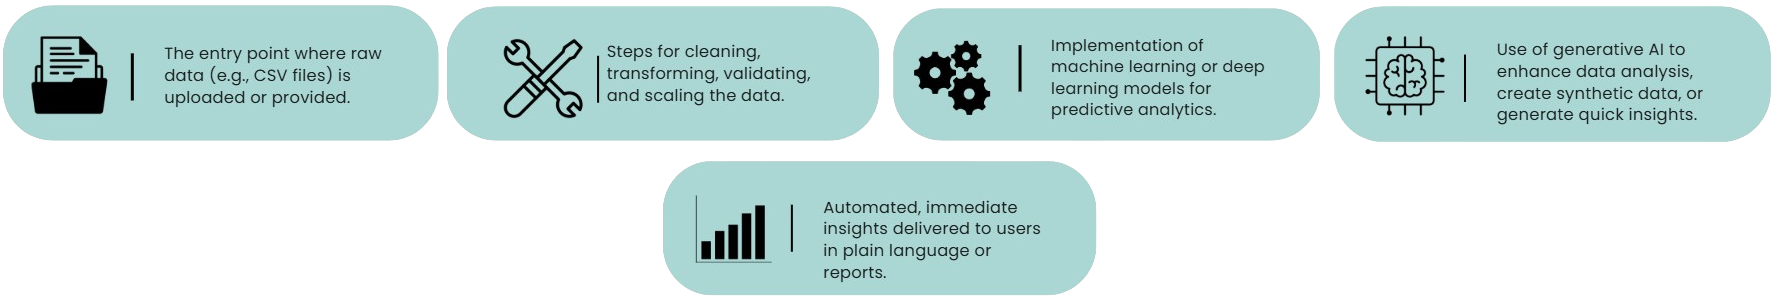 The entry point where raw
data (e.g., CSV files) is
uploaded or provided.
Steps for cleaning,
transforming, validating,
and scaling the data.
Implementation of
machine learning or deep
learning models for
predictive analytics.
Use of generative AI to
enhance data analysis,
create synthetic data, or
generate quick insights.
Automated, immediate
insights delivered to users
in plain language or
reports.